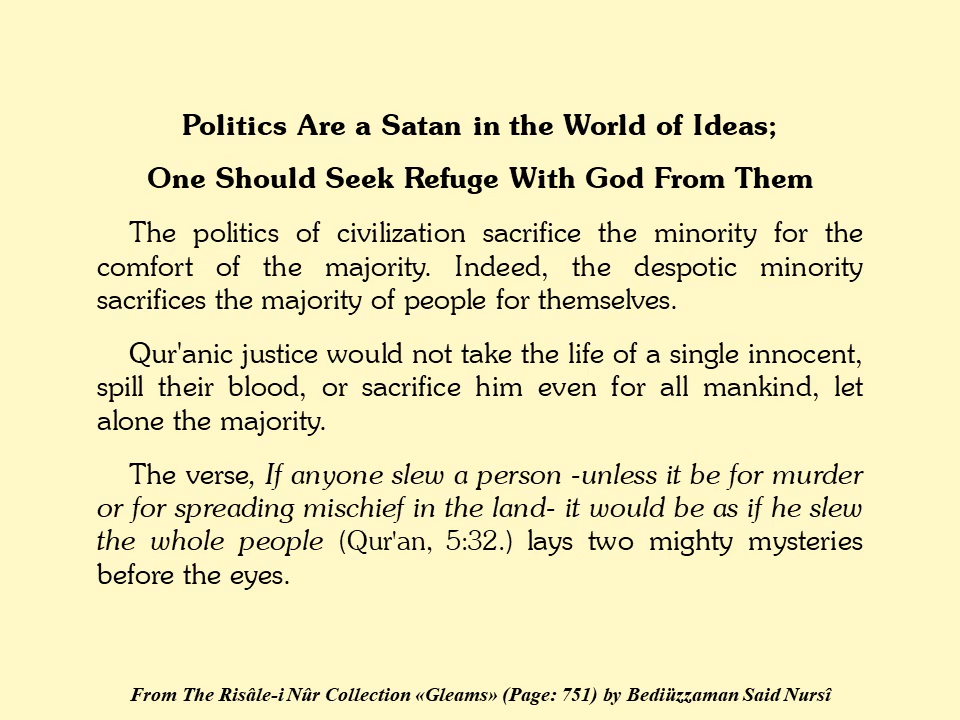 Politics Are a Satan in the World of Ideas;
One Should Seek Refuge With God From Them
The politics of civilization sacrifice the minority for the
comfort of the majority. Indeed, the despotic minority
sacrifices the majority of people for themselves.
Qur'anic justice would not take the life of a single innocent,
spill their blood, or sacrifice him even for all mankind, let
alone the majority.
The verse, If anyone slew a person -unless it be for murder
or for spreading mischief in the land- it would be as if he slew
the whole people (Qur'an, 5:32.) lays two mighty mysteries
before the eyes.
From The Risâle-i Nûr Collection «Gleams» (Page: 751) by Bediüzzaman Said Nursî